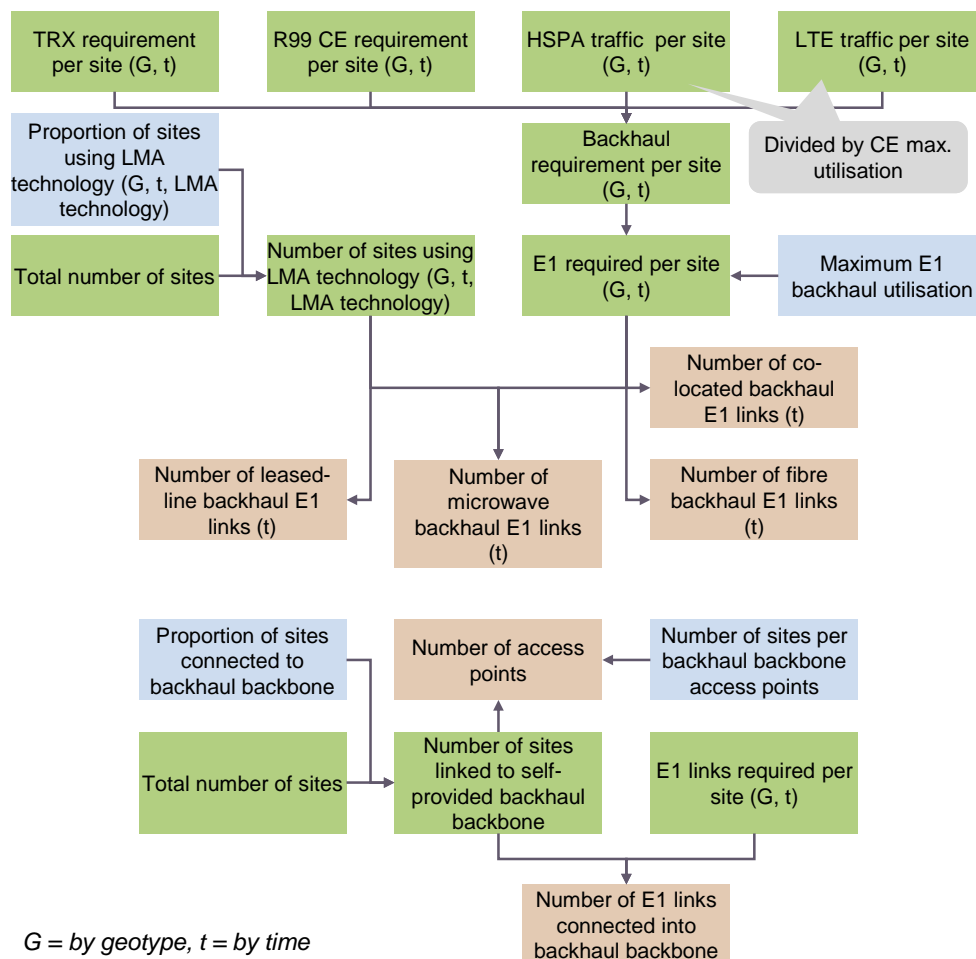 TRX requirement
per site (G, t)
R99 CE requirement
per site (G, t)
HSPA traffic per site
(G, t)
LTE traffic per site
(G, t)
Proportion of sites
using LMA
technology (G, t, LMA
technology)
Backhaul
requirement per site
(G, t)
Divided by CE max.
utilisation
Total number of sites
Number of sites using
LMA technology (G, t,
LMA technology)
E1 required per site
(G, t)
Maximum E1
backhaul utilisation
Number of co-
located backhaul
E1 links (t)
Number of leased-
line backhaul E1
links (t)
Number of
microwave
backhaul E1 links
(t)
Number of fibre
backhaul E1 links
(t)
Proportion of sites
connected to
backhaul backbone
Number of access
points
Number of sites per
backhaul backbone
access points
Total number of sites
Number of sites
linked to self-
provided backhaul
backbone
E1 links required per
site (G, t)
Number of E1 links
connected into
backhaul backbone
G = by geotype, t = by time